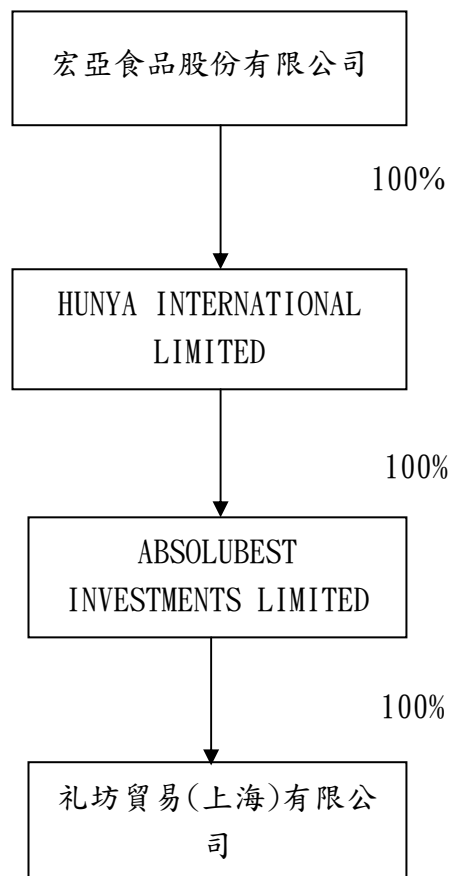 宏亞食品股份有限公司
100%
HUNYA INTERNATIONAL
LIMITED
100%
ABSOLUBEST
INVESTMENTS LIMITED
100%
礼坊貿易(上海)有限公
司